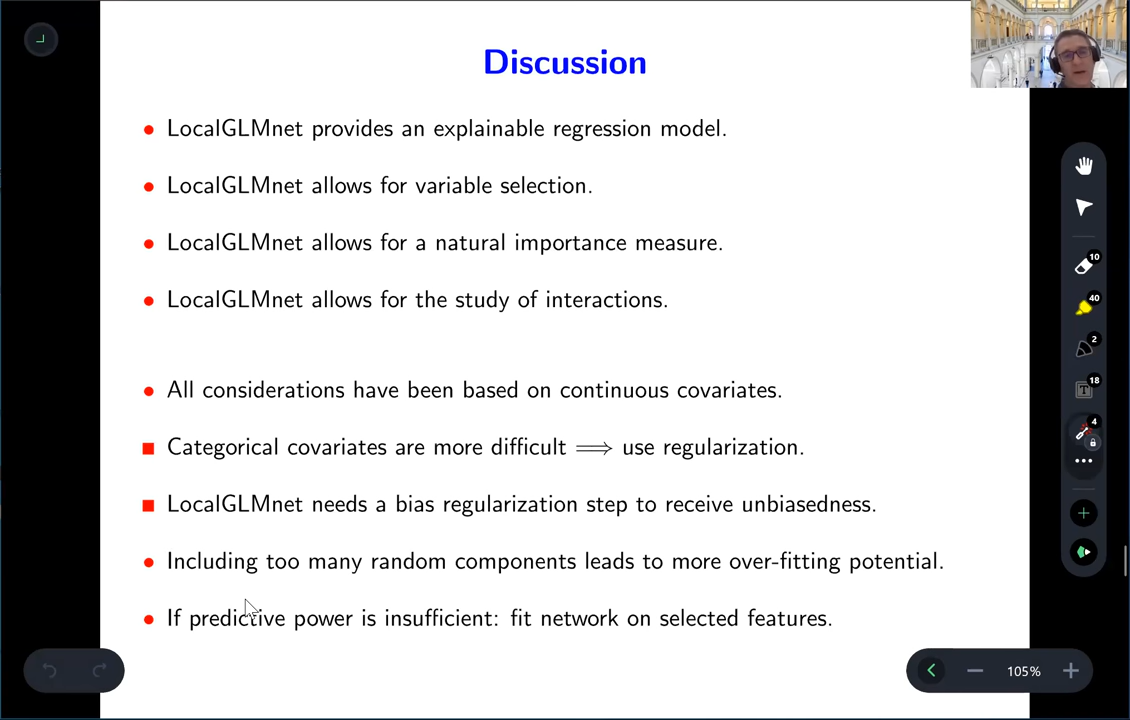 Discussion
LocalGLMnet provides an explainable regression model.
LocalGLMnet allows for variable selection.
LocalGLMnet allows for a natural importance measure.
LocalGLMnet allows for the study of interactions.
All considerations have been based on continuous covariates.
Categorical covariates are more difficult ⟹ use regularization.
LocalGLMnet needs a bias regularization step to receive unbiasedness.
Including too many random components leads to more over-fitting potential.
If predictive power is insufficient: fit network on selected features.
10
40
2
T 18
4
105%